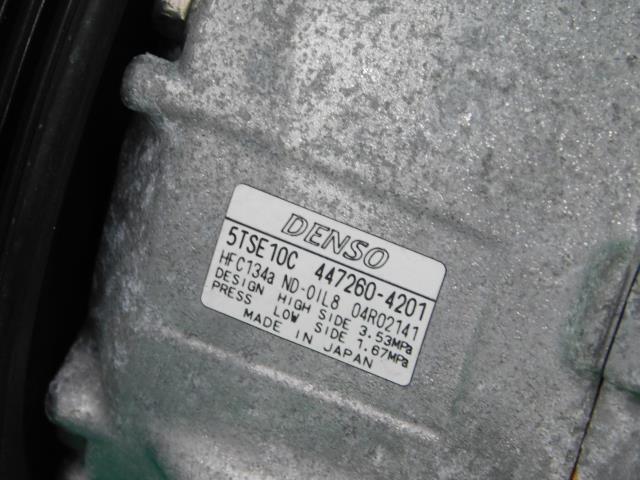 DENSO
5TSE10C 447260-4201
HFC134a ND-OIL8 04R02141
DESIGN HIGH SIDE 3.53MPa
PRESS LOW SIDE 1.67MPa
MADE IN JAPAN